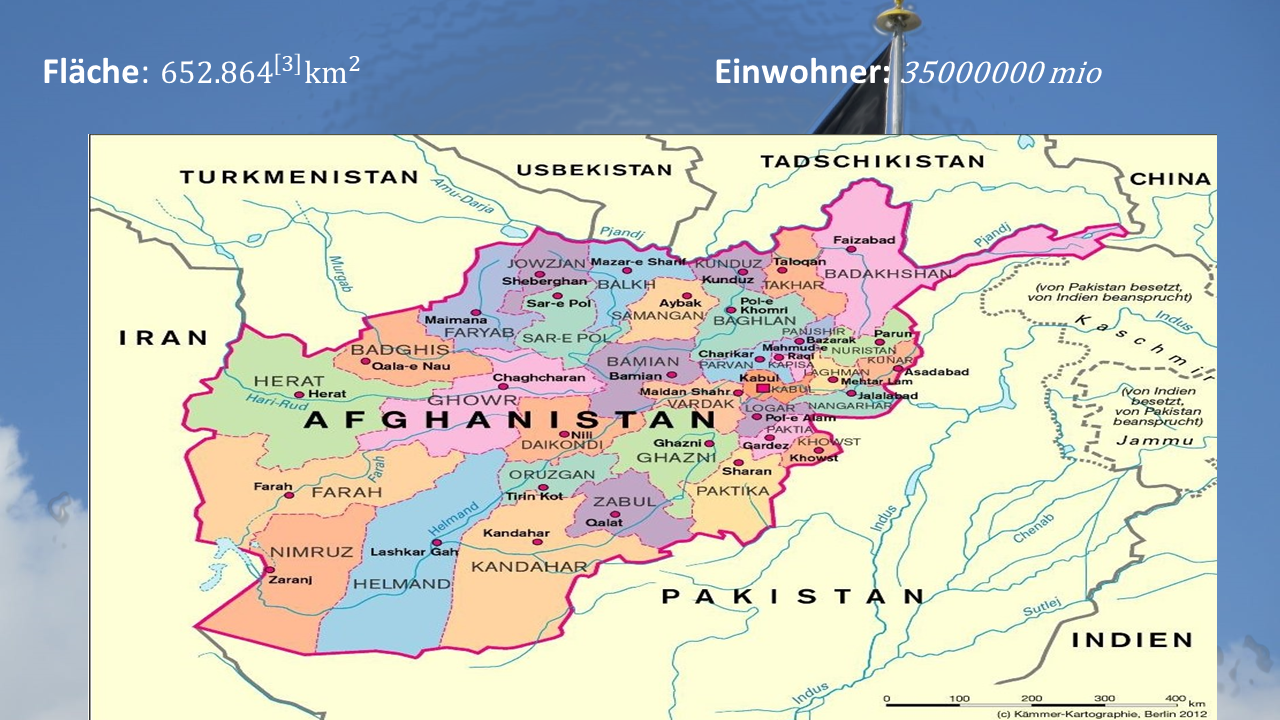 Fläche: 652.864[3] km²
Einwohner: 35000000 mio
TURKMENISTAN
USBEKISTAN
TADSCHIKISTAN
CHINA
Amu-Darja
Pjandj
Pjandj
Murgab
Faizabad
BADAKHSHAN
JOWZJAN
Mazar-e Sharif
KUNDUZ
Taloqan
Sheberghan
BALKH
Kunduz
TAKHAR
(von Pakistan besetzt,
von Indien beansprucht)
Sar-e Pol
Aybak
Pol-e
Khomri
Maimana
SAMANGAN
BAGHLAN
Indus
Kaschmir
FARYAB
SAR-E POL
PANJSHIR
Bazarak
Parun
IRAN
BADGHIS
Mahmud-e
Raqi
NURISTAN
Qala-e Nau
BAMIAN
Charikar
PARVAN
KAPISA
KUNAR
Chaghcharan
Bamian
Kabul
LAGHMAN
Asadabad
HERAT
Herat
Maidan Shahr
KABUL
Mehtar Lam
Hari-Rud
GHOWR
VARDAK
LOGAR
Jalalabad
NANGARHAR
(von Indien
besetzt,
von Pakistan
beansprucht)
AFGHANISTAN
Pol-e Alam
PAKTIA
Jammu
Nili
DAIKONDI
Ghazni
GHAZNI
Gardez
KHOWST
Khowst
Farah
ORUZGAN
Sharan
Farah
FARAH
Tirin Kot
ZABUL
PAKTIKA
Helmand
Qalat
Indus
Chenab
Kandahar
NIMRUZ
Lashkar Gah
KANDAHAR
Zaranj
HELMAND
PAKISTAN
Sutlej
INDIEN
Indus
0 100 200 300 400 km
(c) Kämmer-Kartographie, Berlin 2012